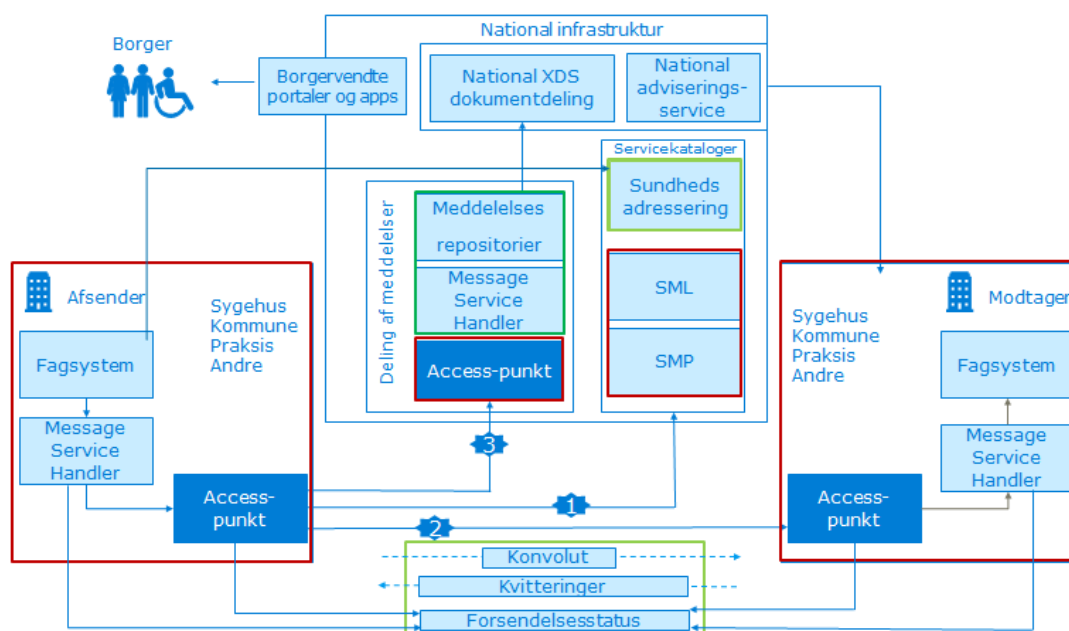 National infrastruktur
Borger
Borgervendte
portaler og apps
National XDS
dokumentdeling
National
adviserings-
service
Servicekataloger
Sundheds
adressering
Deling af meddelelser
Meddelelses
repositorier
Message
Service
Handler
Access-punkt
SML
SMP
Afsender
Sygehus
Kommune
Praksis
Andre
Fagsystem
Message
Service
Handler
Access-
punkt
Modtager
Sygehus
Kommune
Praksis
Andre
Fagsystem
Message
Service
Handler
Access-
punkt
3
1
2
Konvolut
Kvitteringer
Forsendelsesstatus